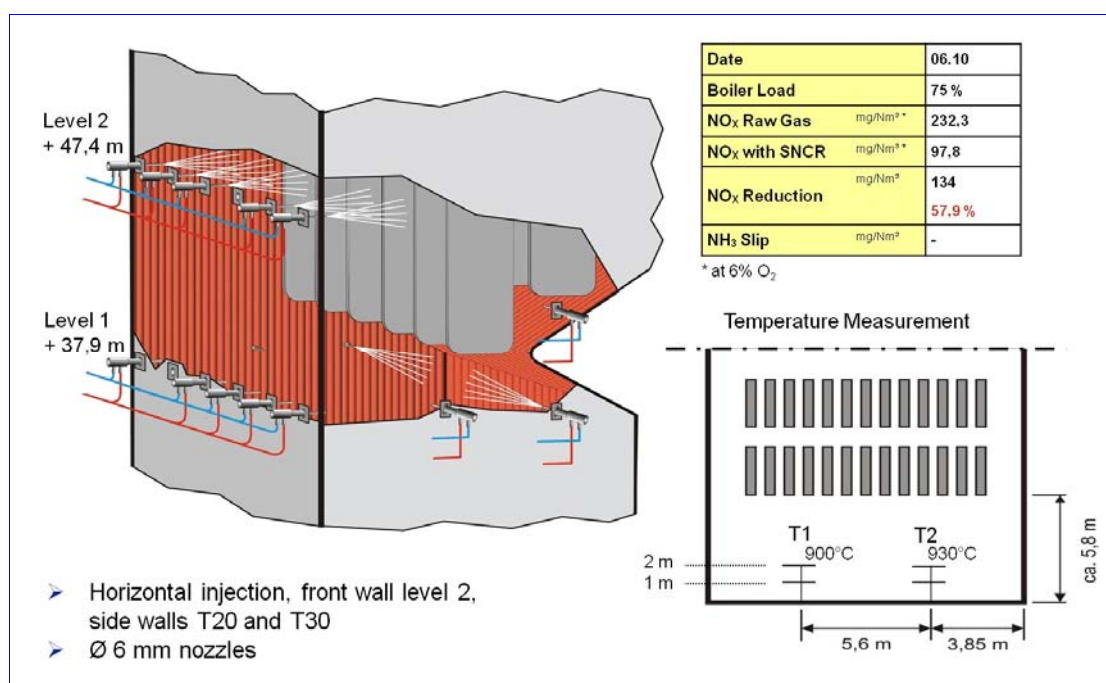 Level 2
+ 47,4 m
Level 1
+ 37,9 m
Date 06.10
Boiler Load 75 %
NOX Raw Gas mg/Nm³ * 232,3
NOX with SNCR mg/Nm³ * 97,8
NOX Reduction mg/Nm³ 134
57,9 %
NH₃ Slip mg/Nm³ -
* at 6% O₂
Temperature Measurement
T1 T2
900°C 930°C
2 m
1 m
ca. 5,8 m
5,6 m 3,85 m
➢ Horizontal injection, front wall level 2,
side walls T20 and T30
➢ Ø 6 mm nozzles